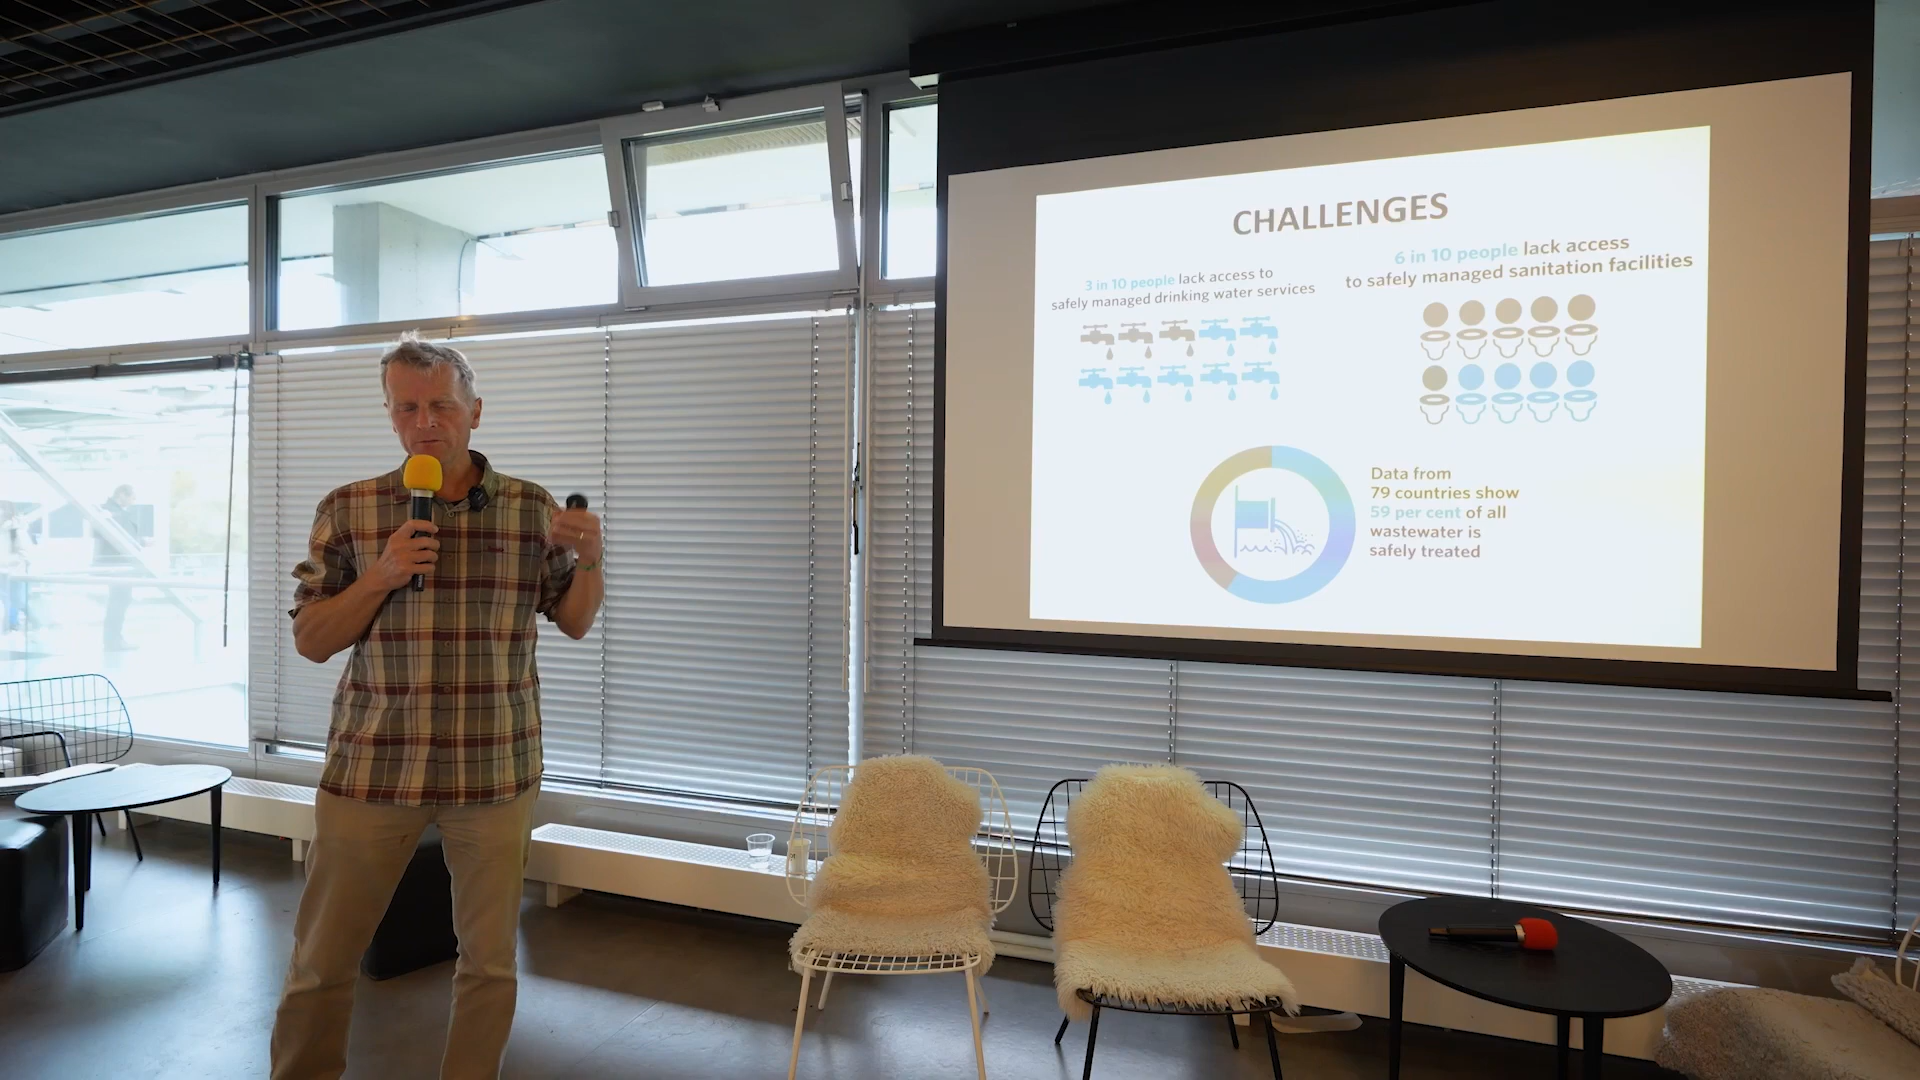 CHALLENGES
3 in 10 people lack access to
safely managed drinking water services
6 in 10 people lack access
to safely managed sanitation facilities
Data from
79 countries show
59 per cent of all
wastewater is
safely treated